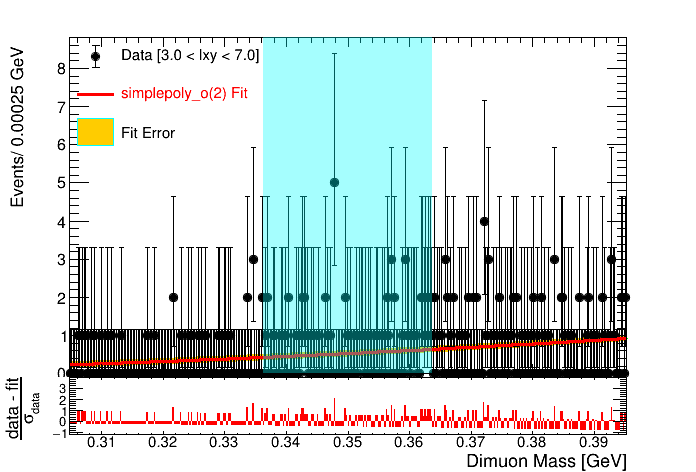 Data [3.0 < lxy < 7.0]
simplepoly_o(2) Fit
Fit Error
Events/ 0.00025 GeV
8
7
6
5
4
3
2
1
0
data - fit
σdata
3
2
1
0
−1
0.31 0.32 0.33 0.34 0.35 0.36 0.37 0.38 0.39
Dimuon Mass [GeV]